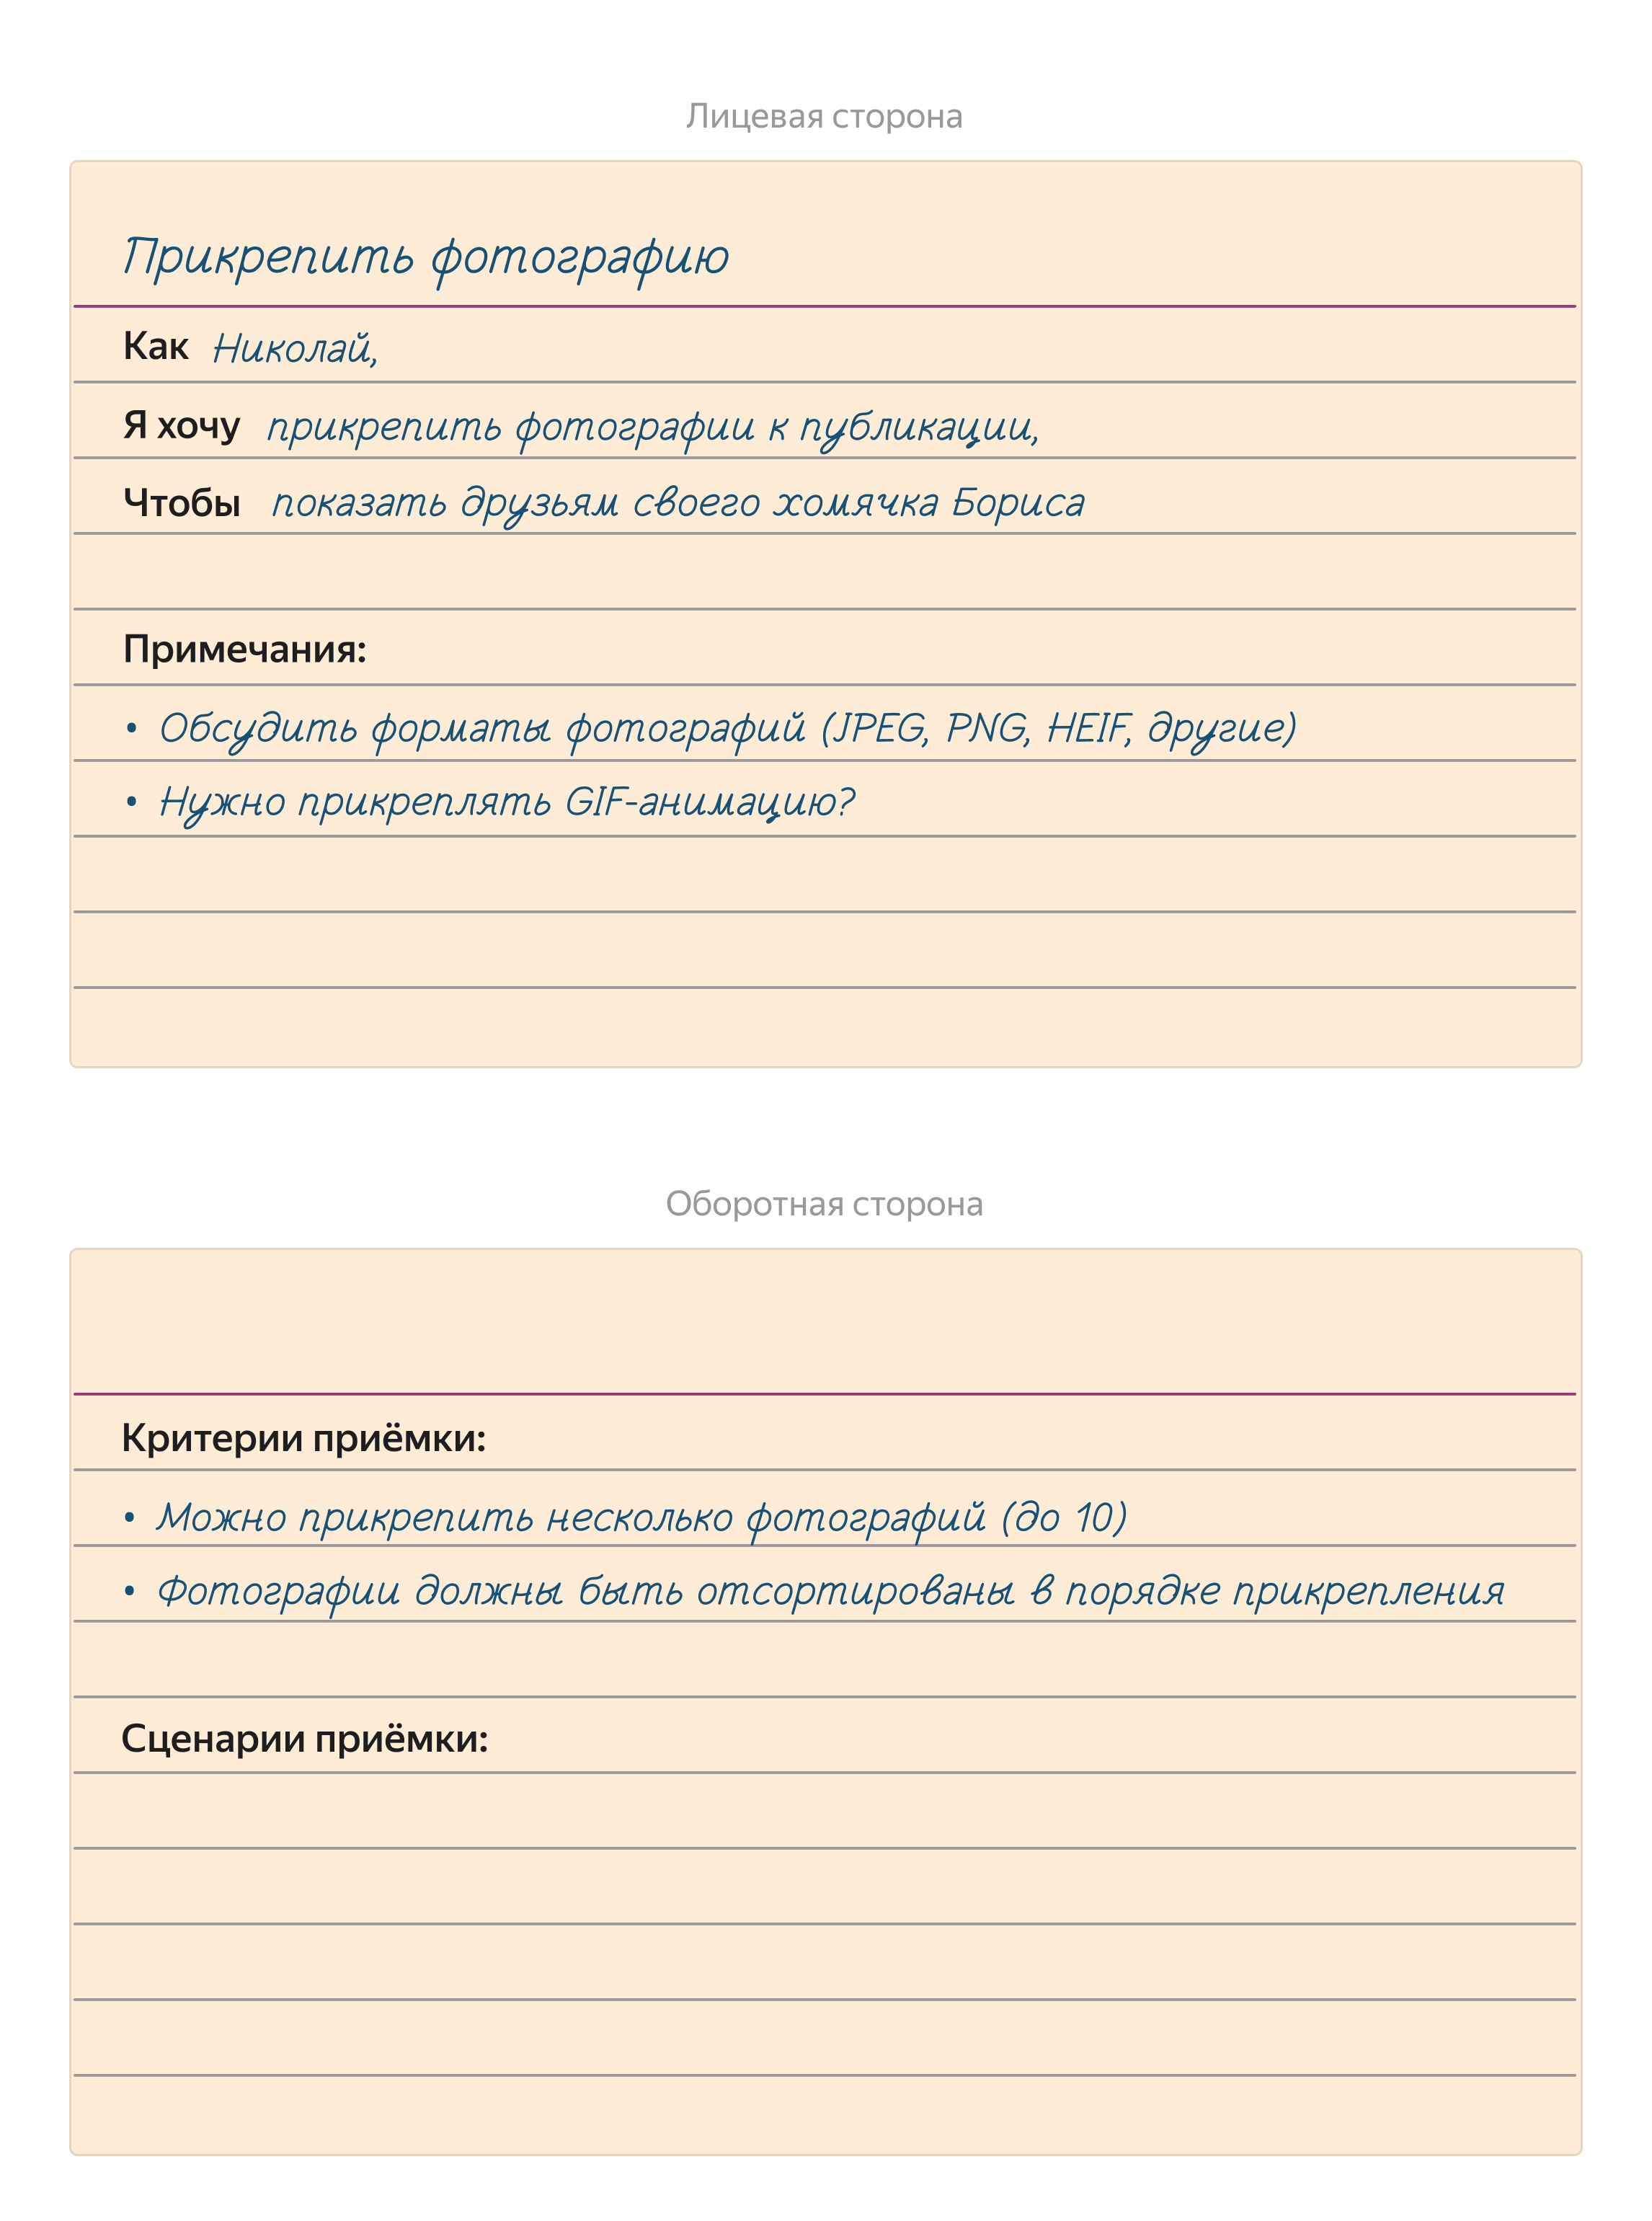 Лицевая сторона
Прикрепить фотографию
Как Николай,
Я хочу прикрепить фотографии к публикации,
Чтобы показать друзьям своего хомячка Бориса
Примечания:
• Обсудить форматы фотографий (JPEG, PNG, HEIF, другие)
• Нужно прикреплять GIF-анимацию?
Оборотная сторона
Критерии приёмки:
• Можно прикрепить несколько фотографий (до 10)
• Фотографии должны быть отсортированы в порядке прикрепления
Сценарии приёмки: